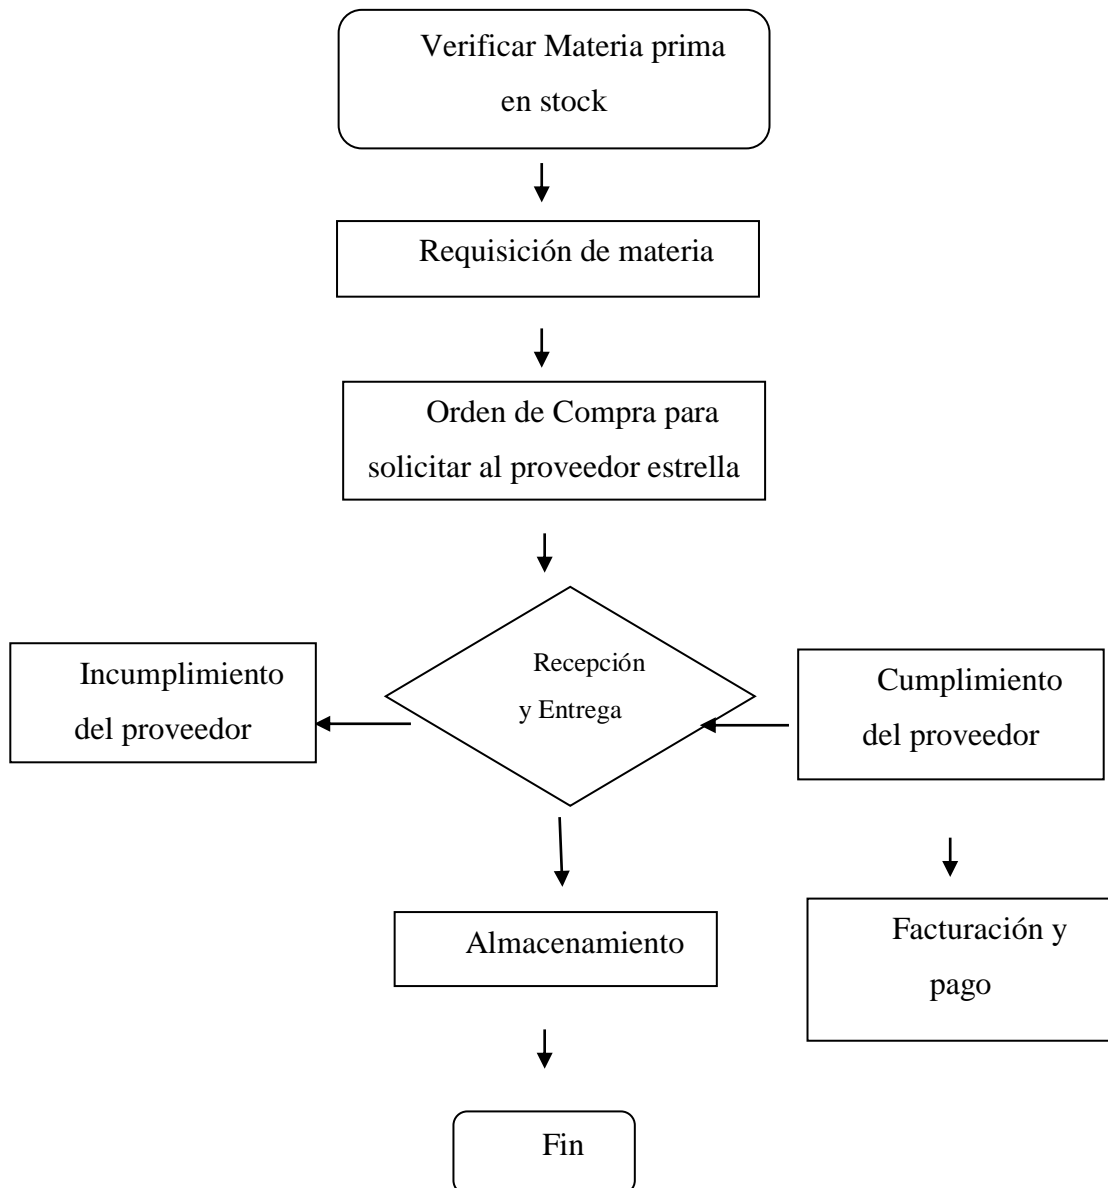 Verificar Materia prima
en stock
Requisición de materia
Orden de Compra para
solicitar al proveedor estrella
Recepción
y Entrega
Incumplimiento
del proveedor
Cumplimiento
del proveedor
Almacenamiento
Facturación y
pago
Fin